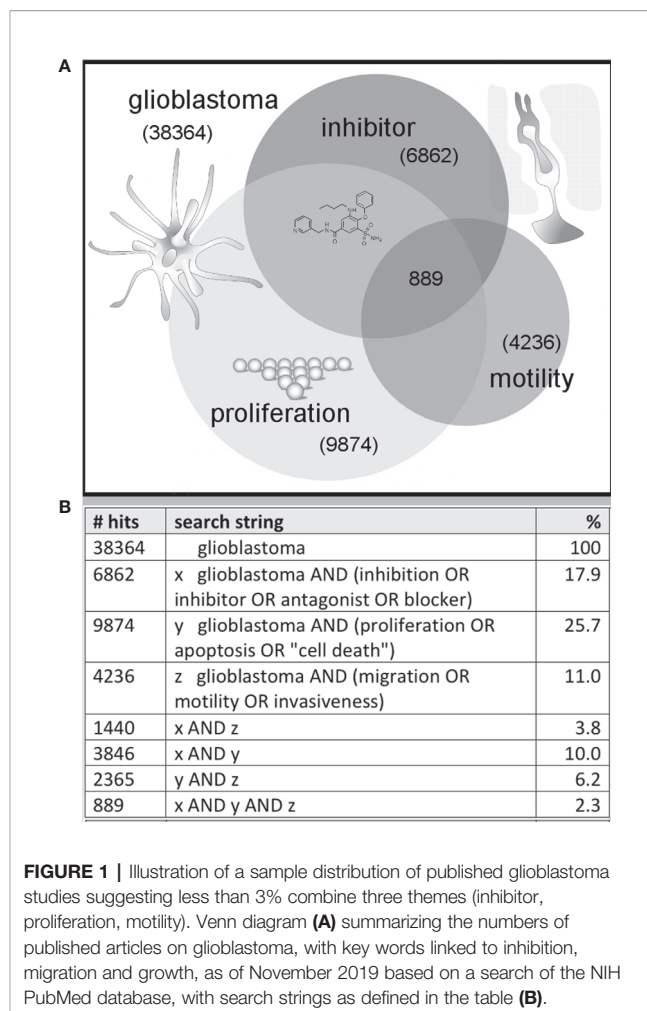 A
glioblastoma
(38364)
inhibitor
(6862)
NH
O
N
H
N
O
O
S
O
NH₂
889
(4236)
motility
proliferation
(9874)
B
# hits search string %
38364 glioblastoma 100
6862 x glioblastoma AND (inhibition OR 17.9
inhibitor OR antagonist OR blocker)
9874 y glioblastoma AND (proliferation OR 25.7
apoptosis OR "cell death")
4236 z glioblastoma AND (migration OR 11.0
motility OR invasiveness)
1440 x AND z 3.8
3846 x AND y 10.0
2365 y AND z 6.2
889 x AND y AND z 2.3
FIGURE 1 | Illustration of a sample distribution of published glioblastoma
studies suggesting less than 3% combine three themes (inhibitor,
proliferation, motility). Venn diagram (A) summarizing the numbers of
published articles on glioblastoma, with key words linked to inhibition,
migration and growth, as of November 2019 based on a search of the NIH
PubMed database, with search strings as defined in the table (B).